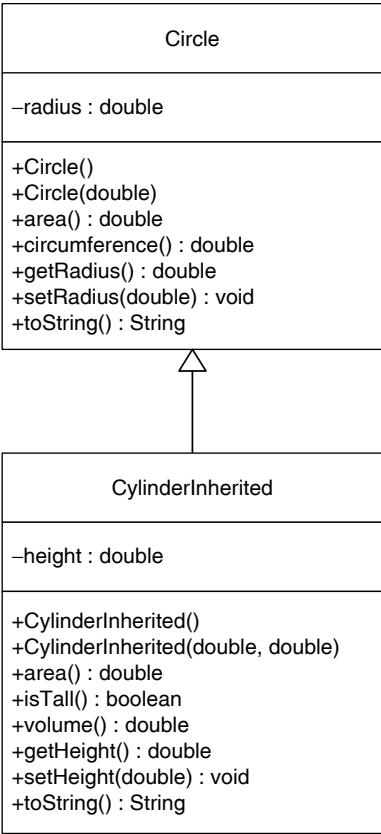 Circle
–radius : double
+Circle()
+Circle(double)
+area() : double
+circumference() : double
+getRadius() : double
+setRadius(double) : void
+toString() : String
CylinderInherited
–height : double
+CylinderInherited()
+CylinderInherited(double, double)
+area() : double
+isTall() : boolean
+volume() : double
+getHeight() : double
+setHeight(double) : void
+toString() : String